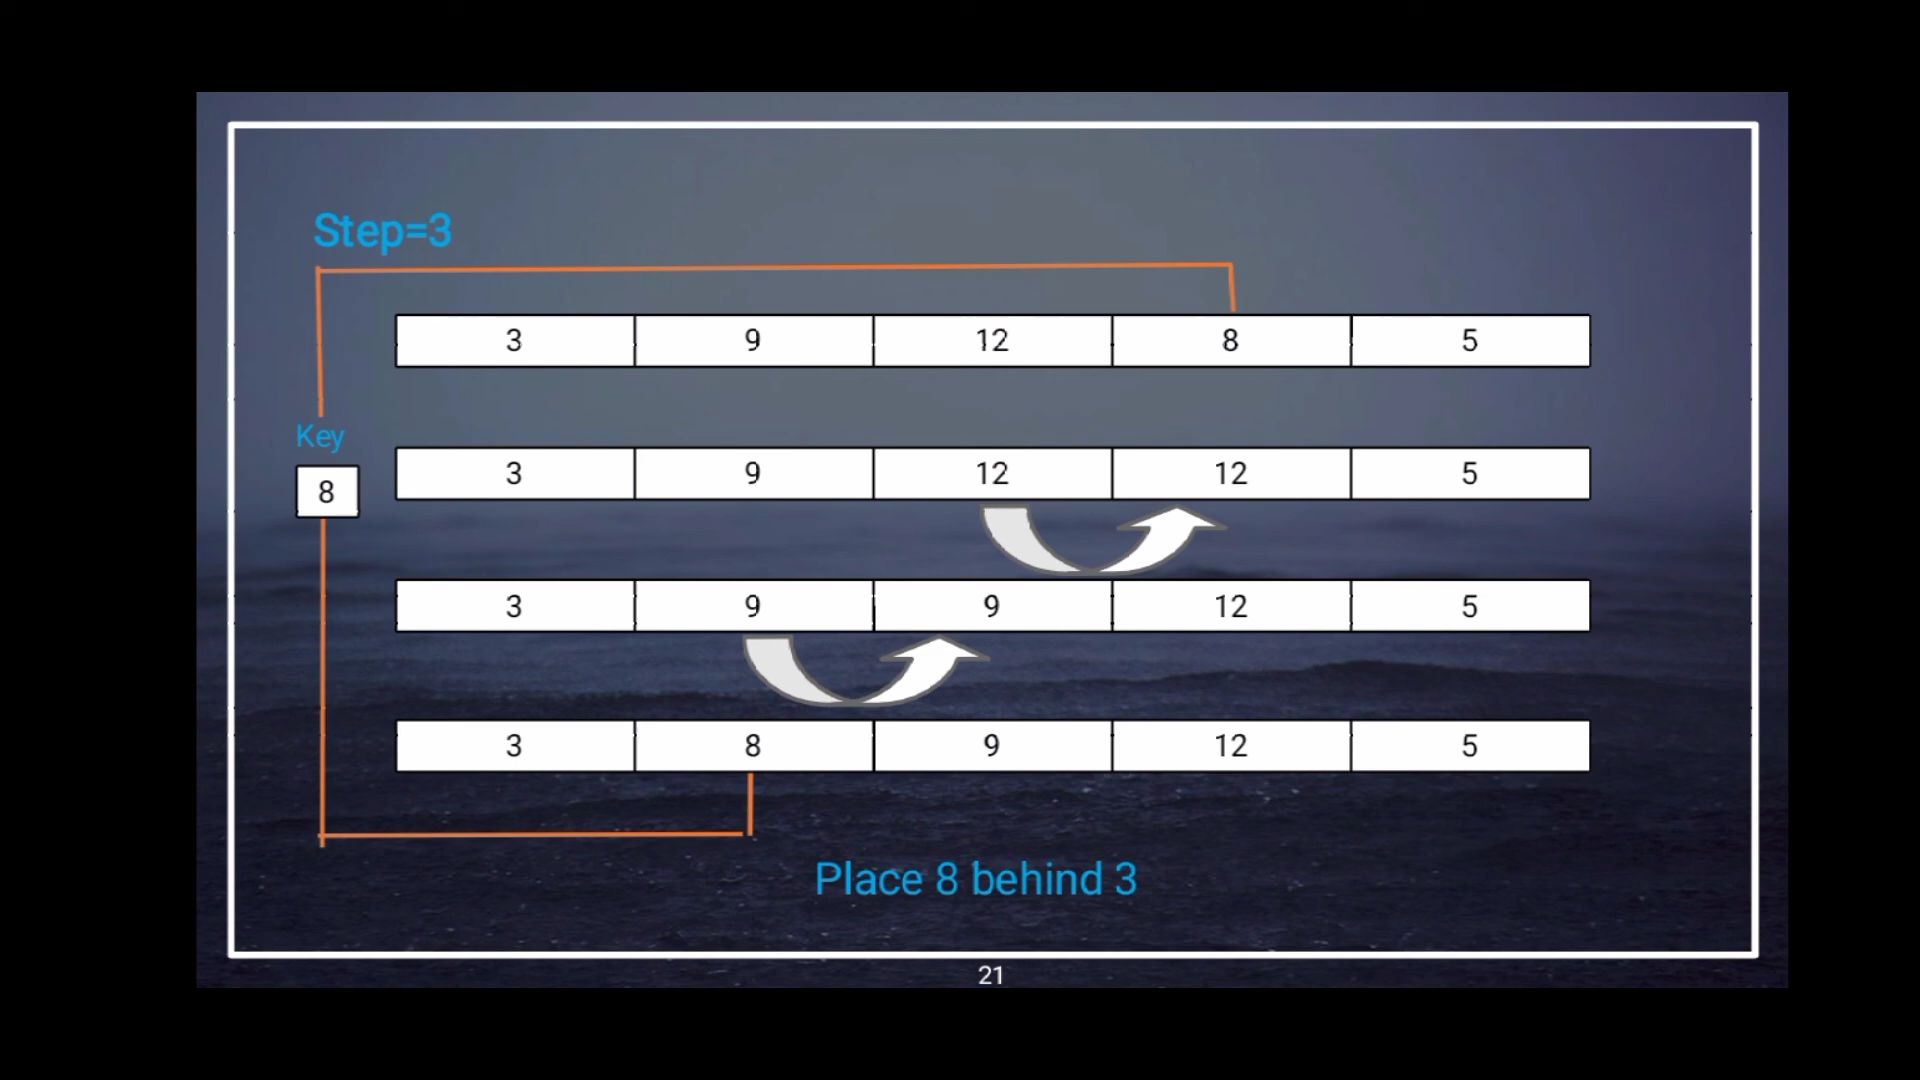 Step=3
3 9 12 8 5
Key
8
3 9 12 12 5
3 9 9 12 5
3 8 9 12 5
Place 8 behind 3
21